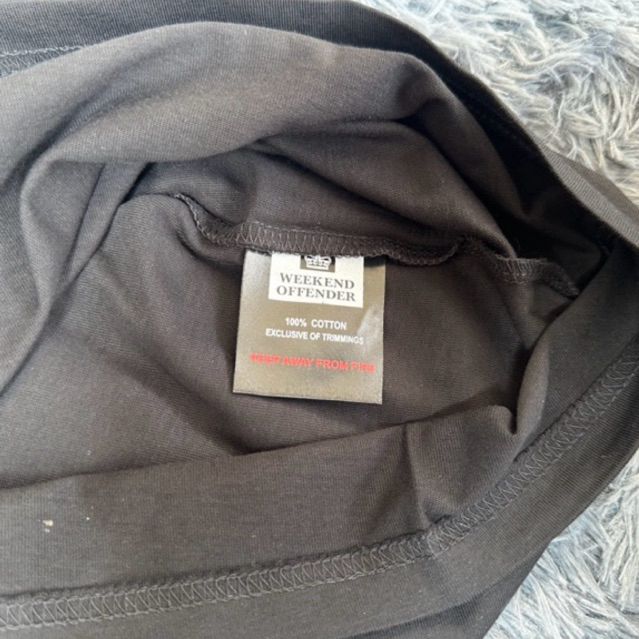 WEEKEND
OFFENDER
100% COTTON
EXCLUSIVE OF TRIMMINGS
KEEP AWAY FROM FIRE